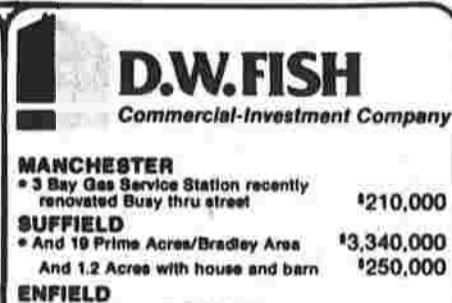 D.W.FISH
Commercial-Investment Company
MANCHESTER
• 3 Bay Gas Service Station recently
renovated Busy thru street $210,000
SUFFIELD
• And 19 Prime Acres/Bradley Area $3,340,000
And 1.2 Acres with house and barn $250,000
ENFIELD